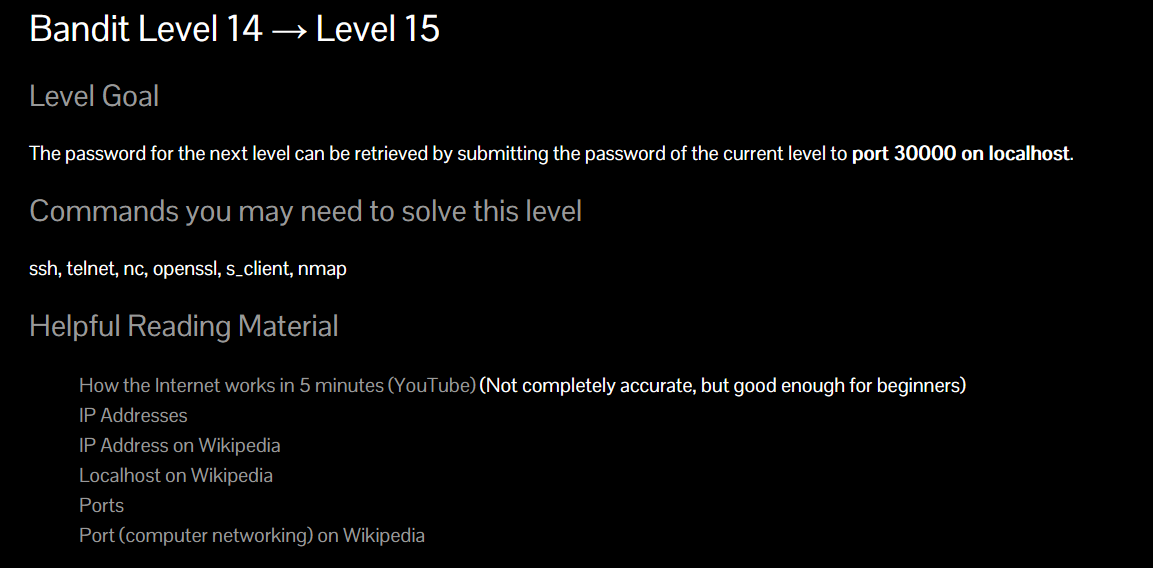 Bandit Level 14 → Level 15
Level Goal
The password for the next level can be retrieved by submitting the password of the current level to port 30000 on localhost.
Commands you may need to solve this level
ssh, telnet, nc, openssl, s_client, nmap
Helpful Reading Material
How the Internet works in 5 minutes (YouTube) (Not completely accurate, but good enough for beginners)
IP Addresses
IP Address on Wikipedia
Localhost on Wikipedia
Ports
Port (computer networking) on Wikipedia